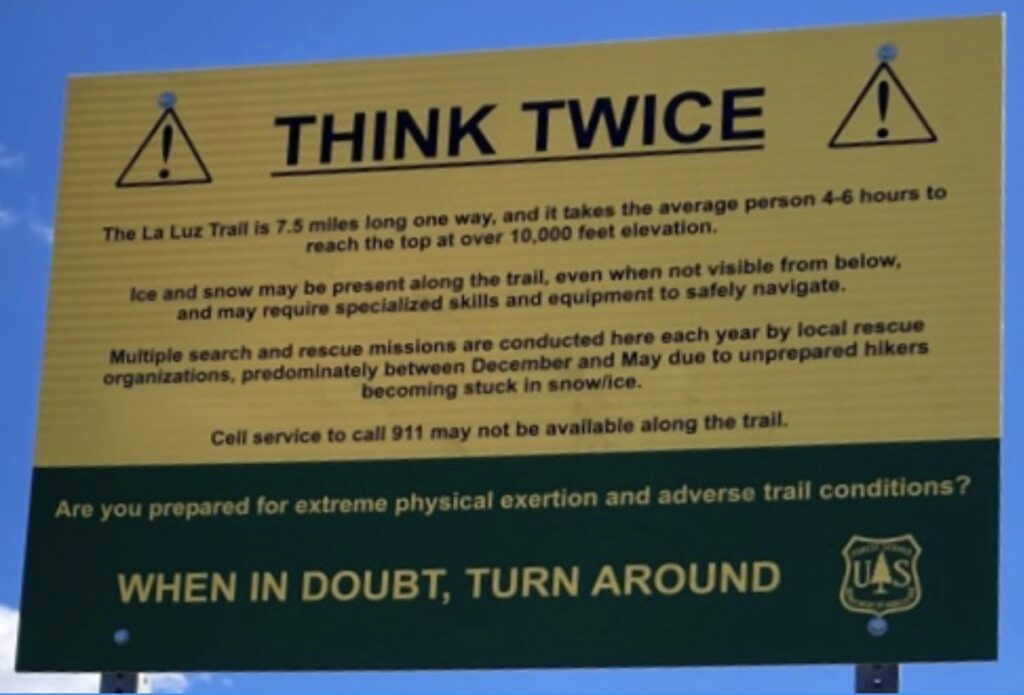 THINK TWICE
The La Luz Trail is 7.5 miles long one way, and it takes the average person 4-6 hours to
reach the top at over 10,000 feet elevation.
Ice and snow may be present along the trail, even when not visible from below,
and may require specialized skills and equipment to safely navigate.
Multiple search and rescue missions are conducted here each year by local rescue
organizations, predominately between December and May due to unprepared hikers
becoming stuck in snow/ice.
Cell service to call 911 may not be available along the trail.
Are you prepared for extreme physical exertion and adverse trail conditions?
WHEN IN DOUBT, TURN AROUND
FOREST SERVICE
U S